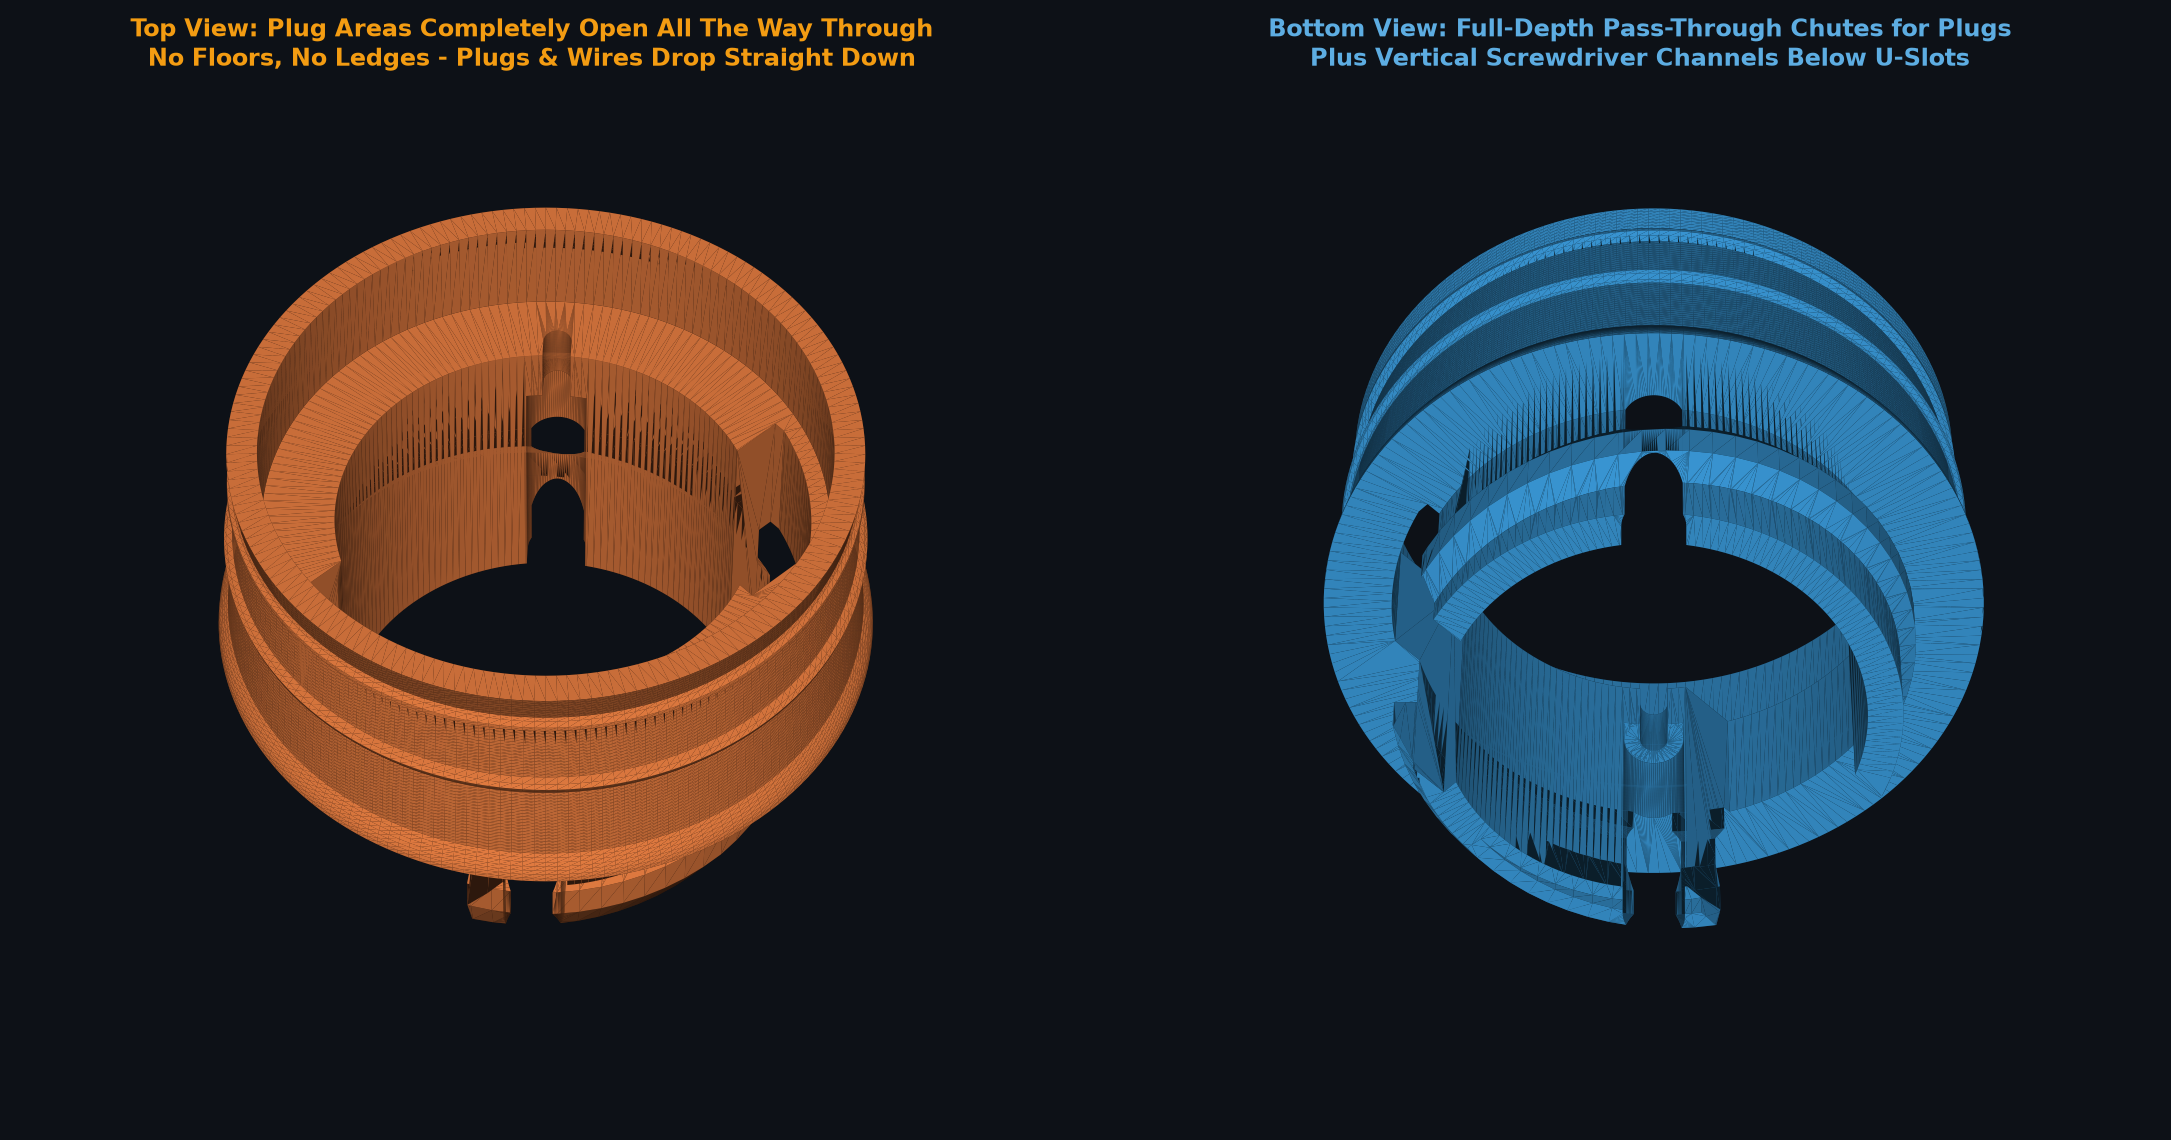 Top View: Plug Areas Completely Open All The Way Through
No Floors, No Ledges - Plugs & Wires Drop Straight Down
Bottom View: Full-Depth Pass-Through Chutes for Plugs
Plus Vertical Screwdriver Channels Below U-Slots